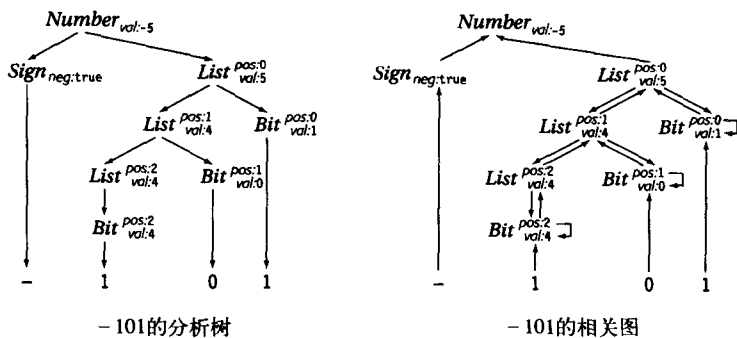 Number val:-5 Number val:-5
Sign neg:true List pos:0 val:5 Sign neg:true List pos:0 val:5
List pos:1 val:4 Bit pos:0 val:1 List pos:1 val:4 Bit pos:0 val:1
List pos:2 val:4 Bit pos:1 val:0 List pos:2 val:4 Bit pos:1 val:0
Bit pos:2 val:4 Bit pos:2 val:4
- 1 0 1 - 1 0 1
-101的分析树 -101的相关图